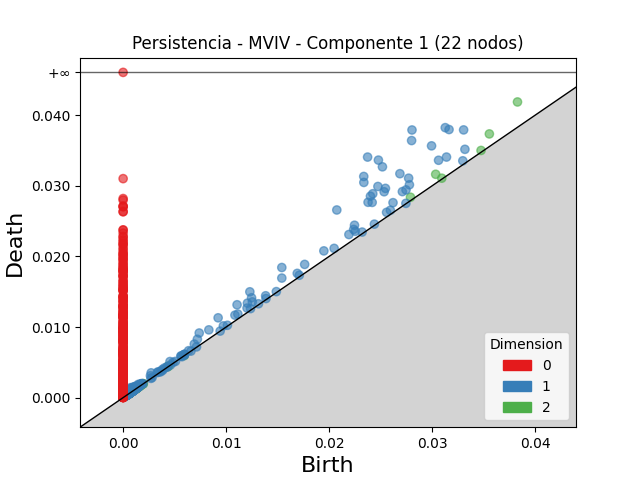 Persistencia - MVIV - Componente 1 (22 nodos)
+∞
0.040
0.030
0.020
0.010
0.000
Death
0.00 0.01 0.02 0.03 0.04
Birth
Dimension
0
1
2